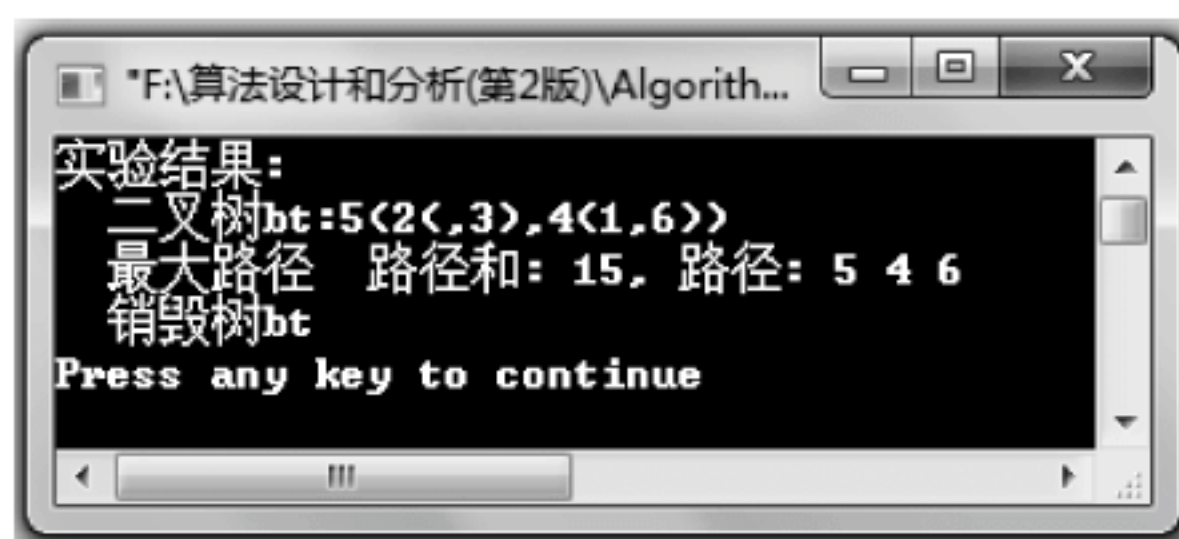 "F:\算法设计和分析(第2版)\Algorith...
实验结果:
二叉树bt:5(2(,3),4(1,6))
最大路径 路径和: 15, 路径: 5 4 6
销毁树bt
Press any key to continue